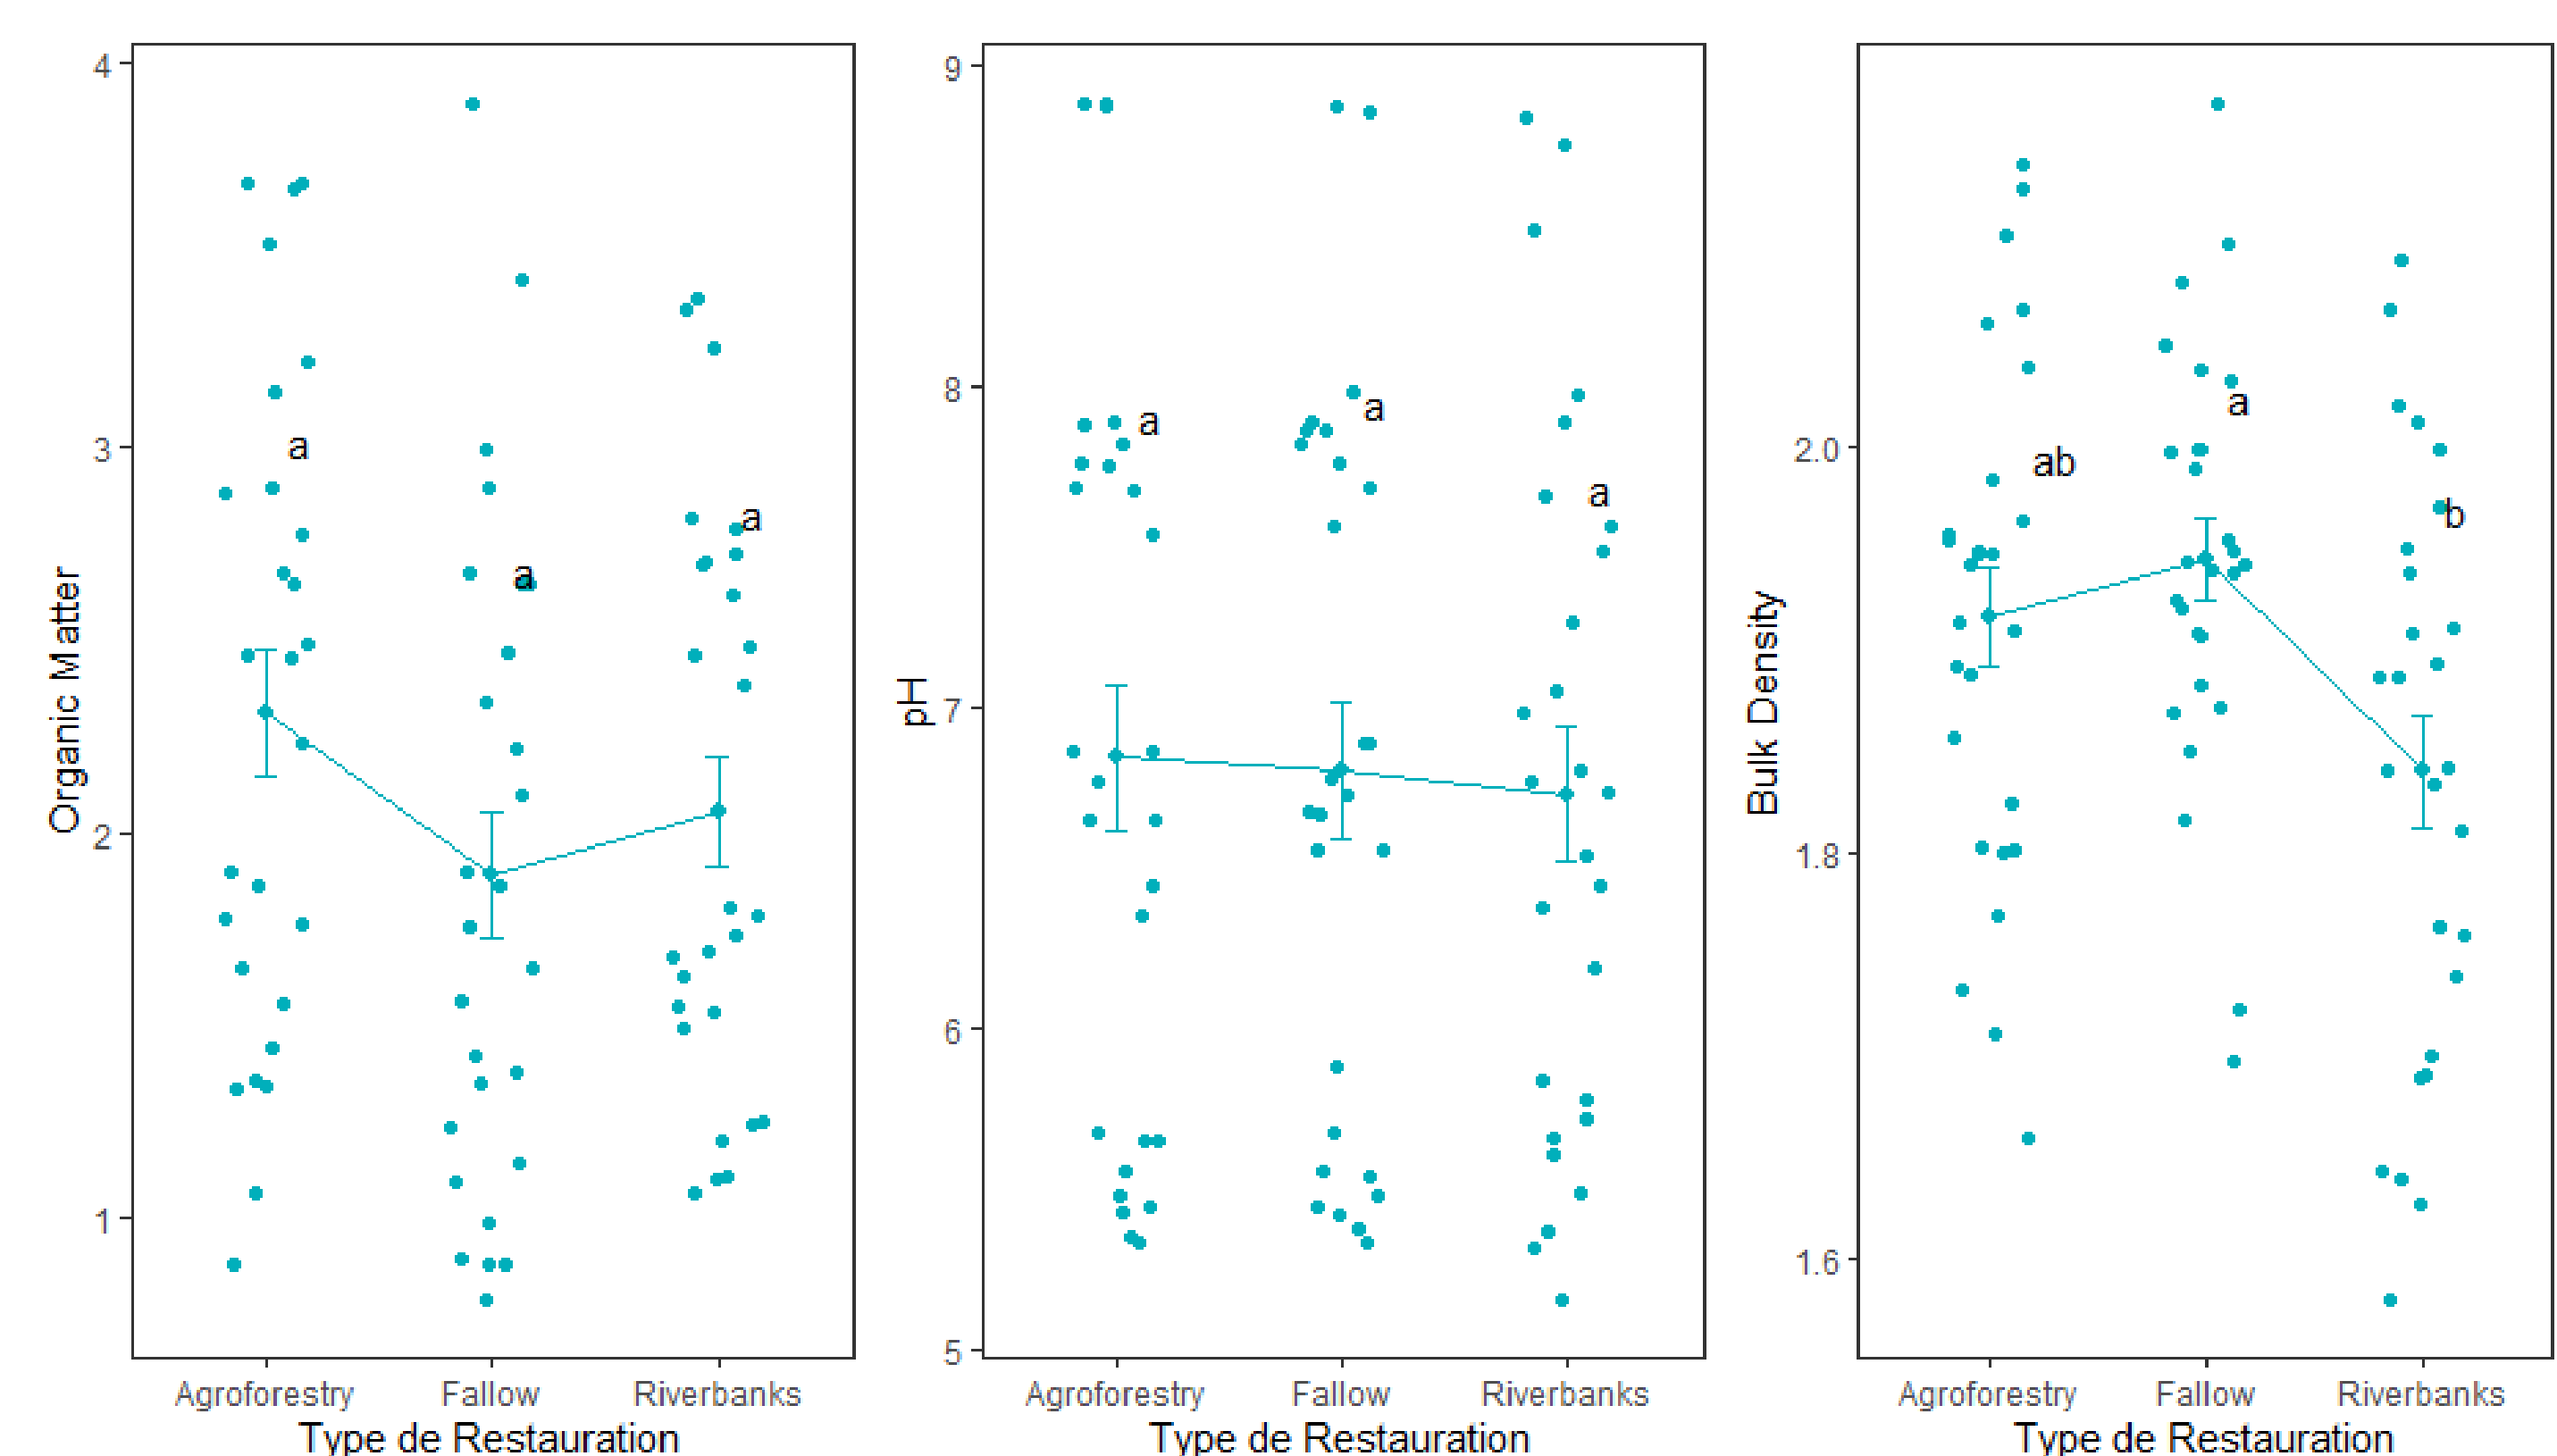 Organic Matter
4
3
2
1
a
a
a
Agroforestry Fallow Riverbanks
Type de Restauration
pH
9
8
7
6
5
a
a
a
Agroforestry Fallow Riverbanks
Type de Restauration
Bulk Density
2.0
1.8
1.6
ab
a
b
Agroforestry Fallow Riverbanks
Type de Restauration